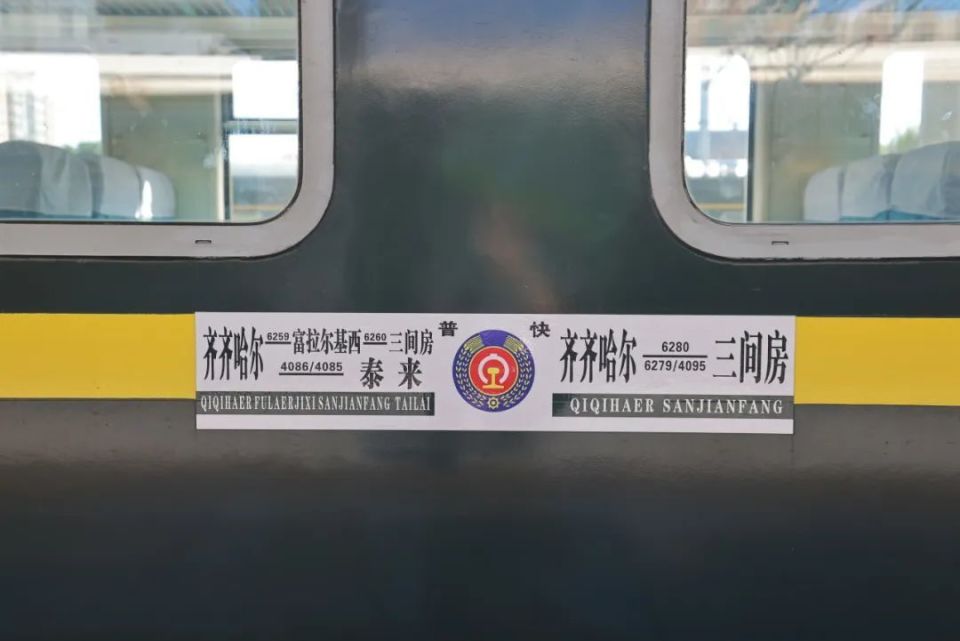 齐齐哈尔 6259 富拉尔基西 6260 三间房
4086/4085 泰来
QIQIHAER FULAERJIXI SANJIANFANG TAILAI
普快
齐齐哈尔 6280 三间房
6279/4095
QIQIHAER SANJIANFANG